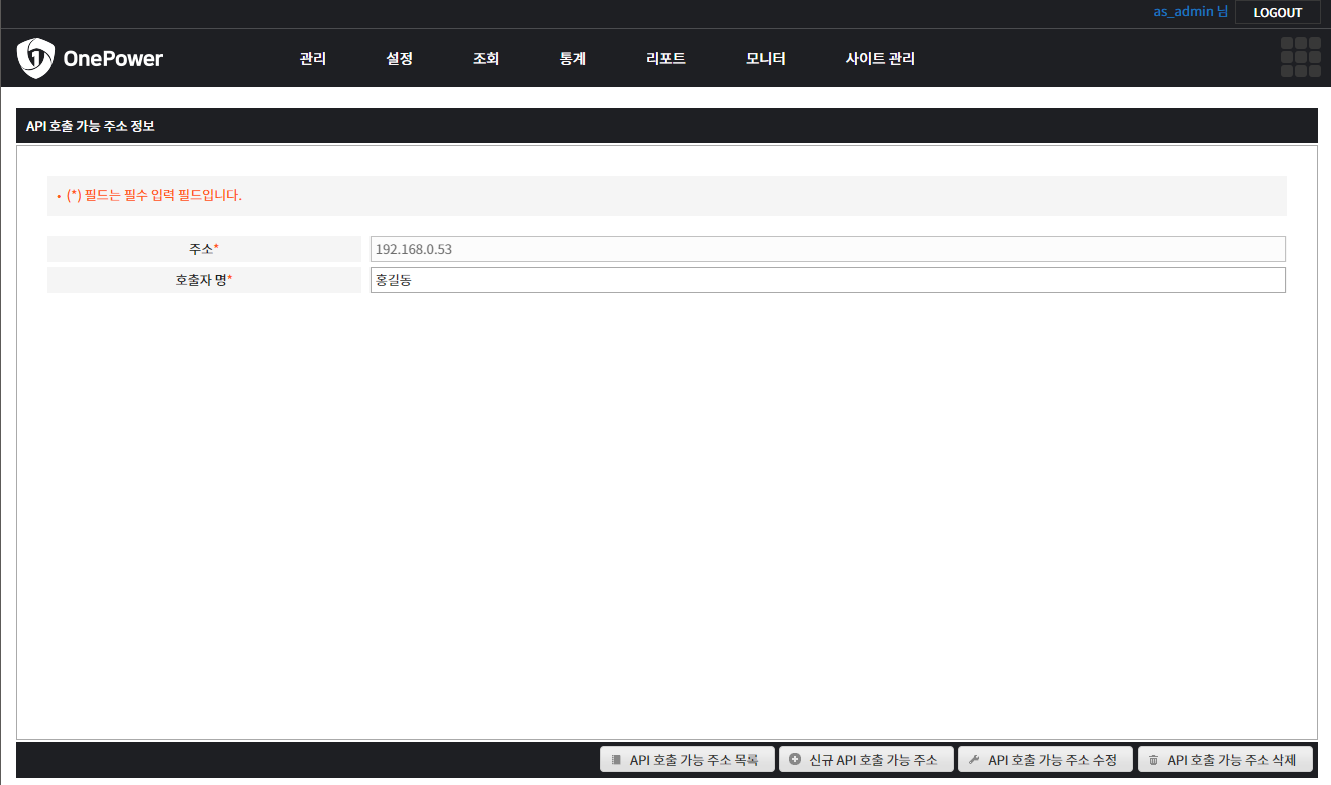 as_admin 님 LOGOUT
OnePower 관리 설정 조회 통계 리포트 모니터 사이트 관리
API 호출 가능 주소 정보
• (*) 필드는 필수 입력 필드입니다.
주소* 192.168.0.53
호출자 명* 홍길동
API 호출 가능 주소 목록 신규 API 호출 가능 주소 API 호출 가능 주소 수정 API 호출 가능 주소 삭제